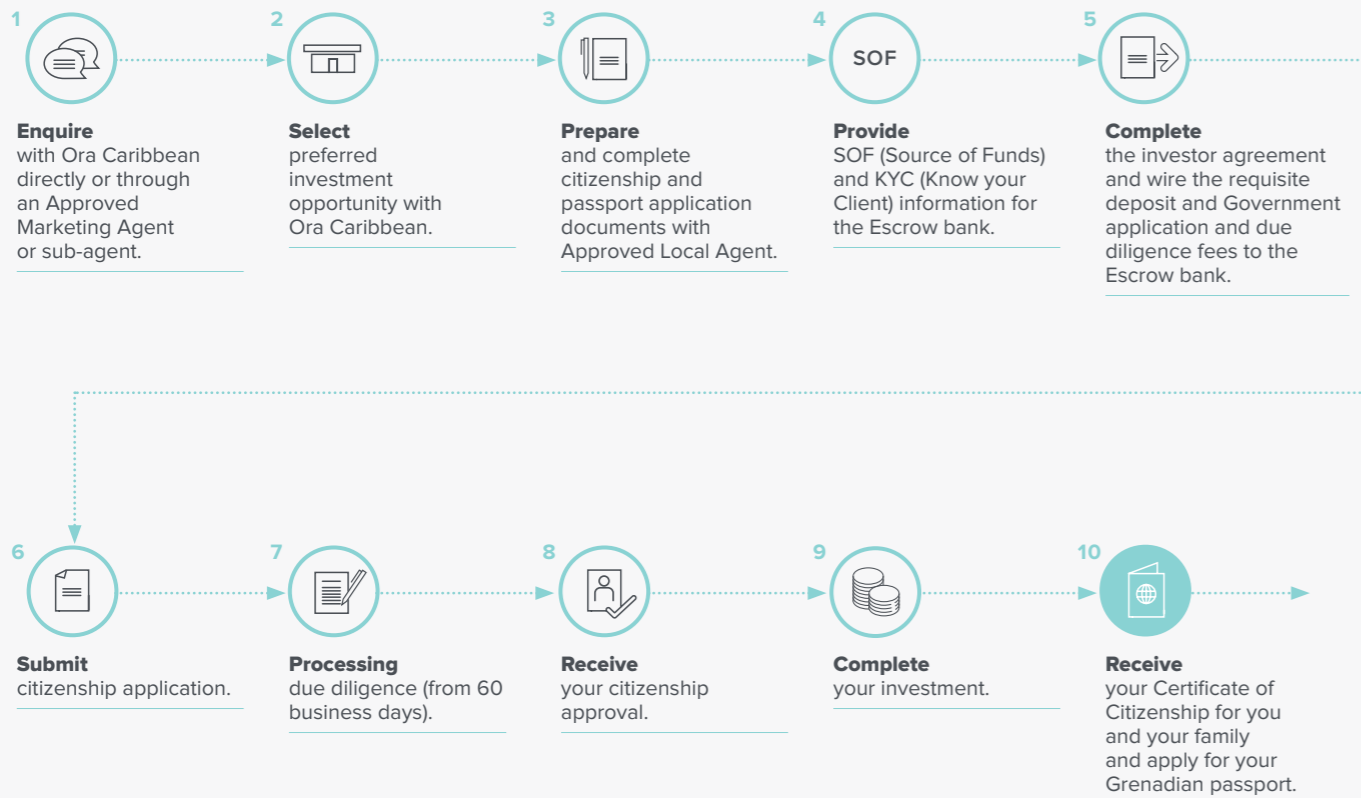 1
Enquire
with Ora Caribbean
directly or through
an Approved
Marketing Agent
or sub-agent.
2
Select
preferred
investment
opportunity with
Ora Caribbean.
3
Prepare
and complete
citizenship and
passport application
documents with
Approved Local Agent.
4
SOF
Provide
SOF (Source of Funds)
and KYC (Know your
Client) information for
the Escrow bank.
5
Complete
the investor agreement
and wire the requisite
deposit and Government
application and due
diligence fees to the
Escrow bank.
6
Submit
citizenship application.
7
Processing
due diligence (from 60
business days).
8
Receive
your citizenship
approval.
9
Complete
your investment.
10
Receive
your Certificate of
Citizenship for you
and your family
and apply for your
Grenadian passport.